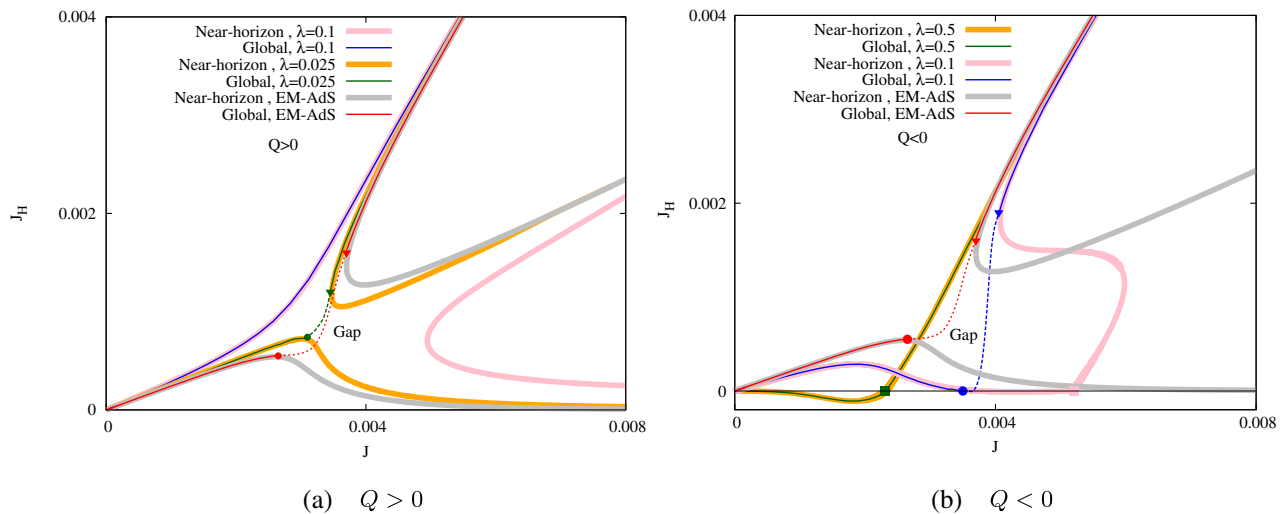 0.004
Near-horizon , λ=0.1
Global, λ=0.1
Near-horizon , λ=0.025
Global, λ=0.025
Near-horizon , EM-AdS
Global, EM-AdS
Q>0
J_H
0.002
Gap
0
0
0.004
0.008
J
(a) Q > 0
0.004
Near-horizon , λ=0.5
Global, λ=0.5
Near-horizon , λ=0.1
Global, λ=0.1
Near-horizon , EM-AdS
Global, EM-AdS
Q<0
J_H
0.002
Gap
0
0
0.004
0.008
J
(b) Q < 0